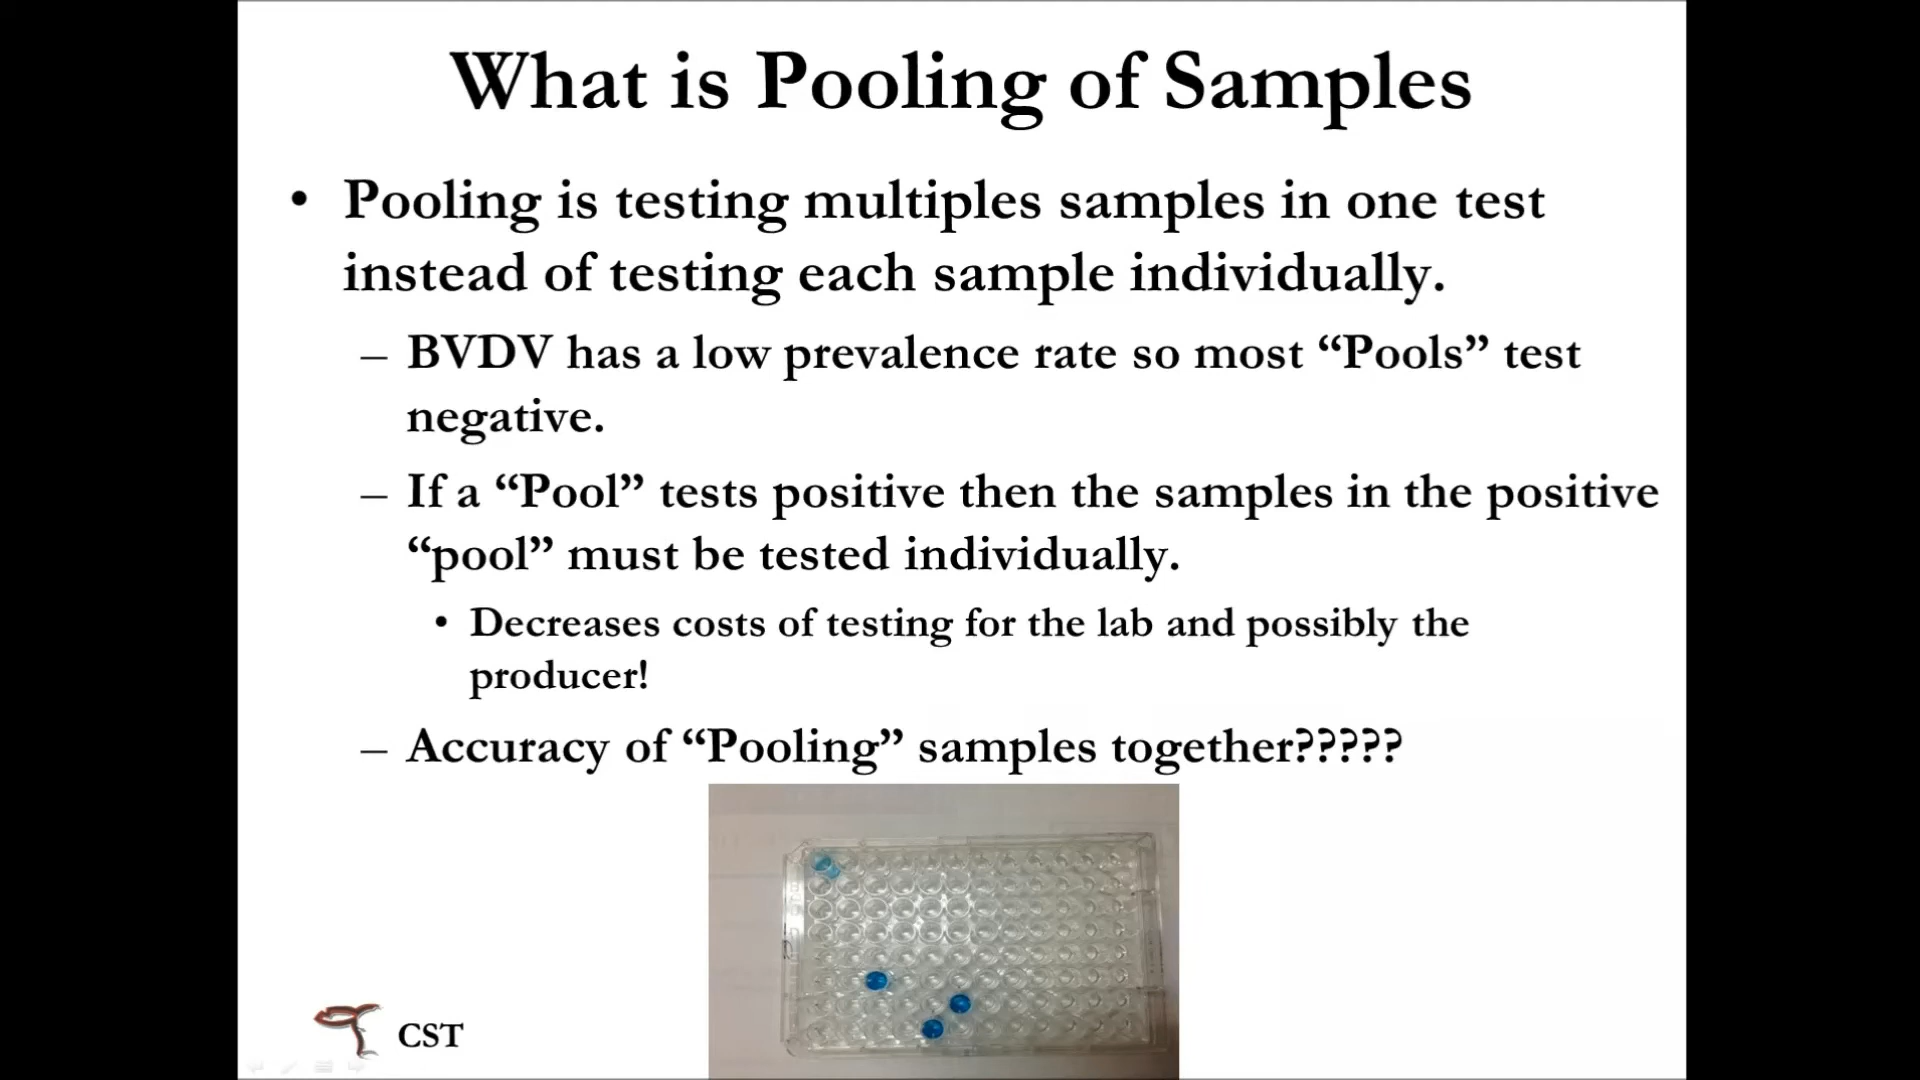 What is Pooling of Samples
• Pooling is testing multiples samples in one test
instead of testing each sample individually.
– BVDV has a low prevalence rate so most “Pools” test
negative.
– If a “Pool” tests positive then the samples in the positive
“pool” must be tested individually.
• Decreases costs of testing for the lab and possibly the
producer!
– Accuracy of “Pooling” samples together?????
CST